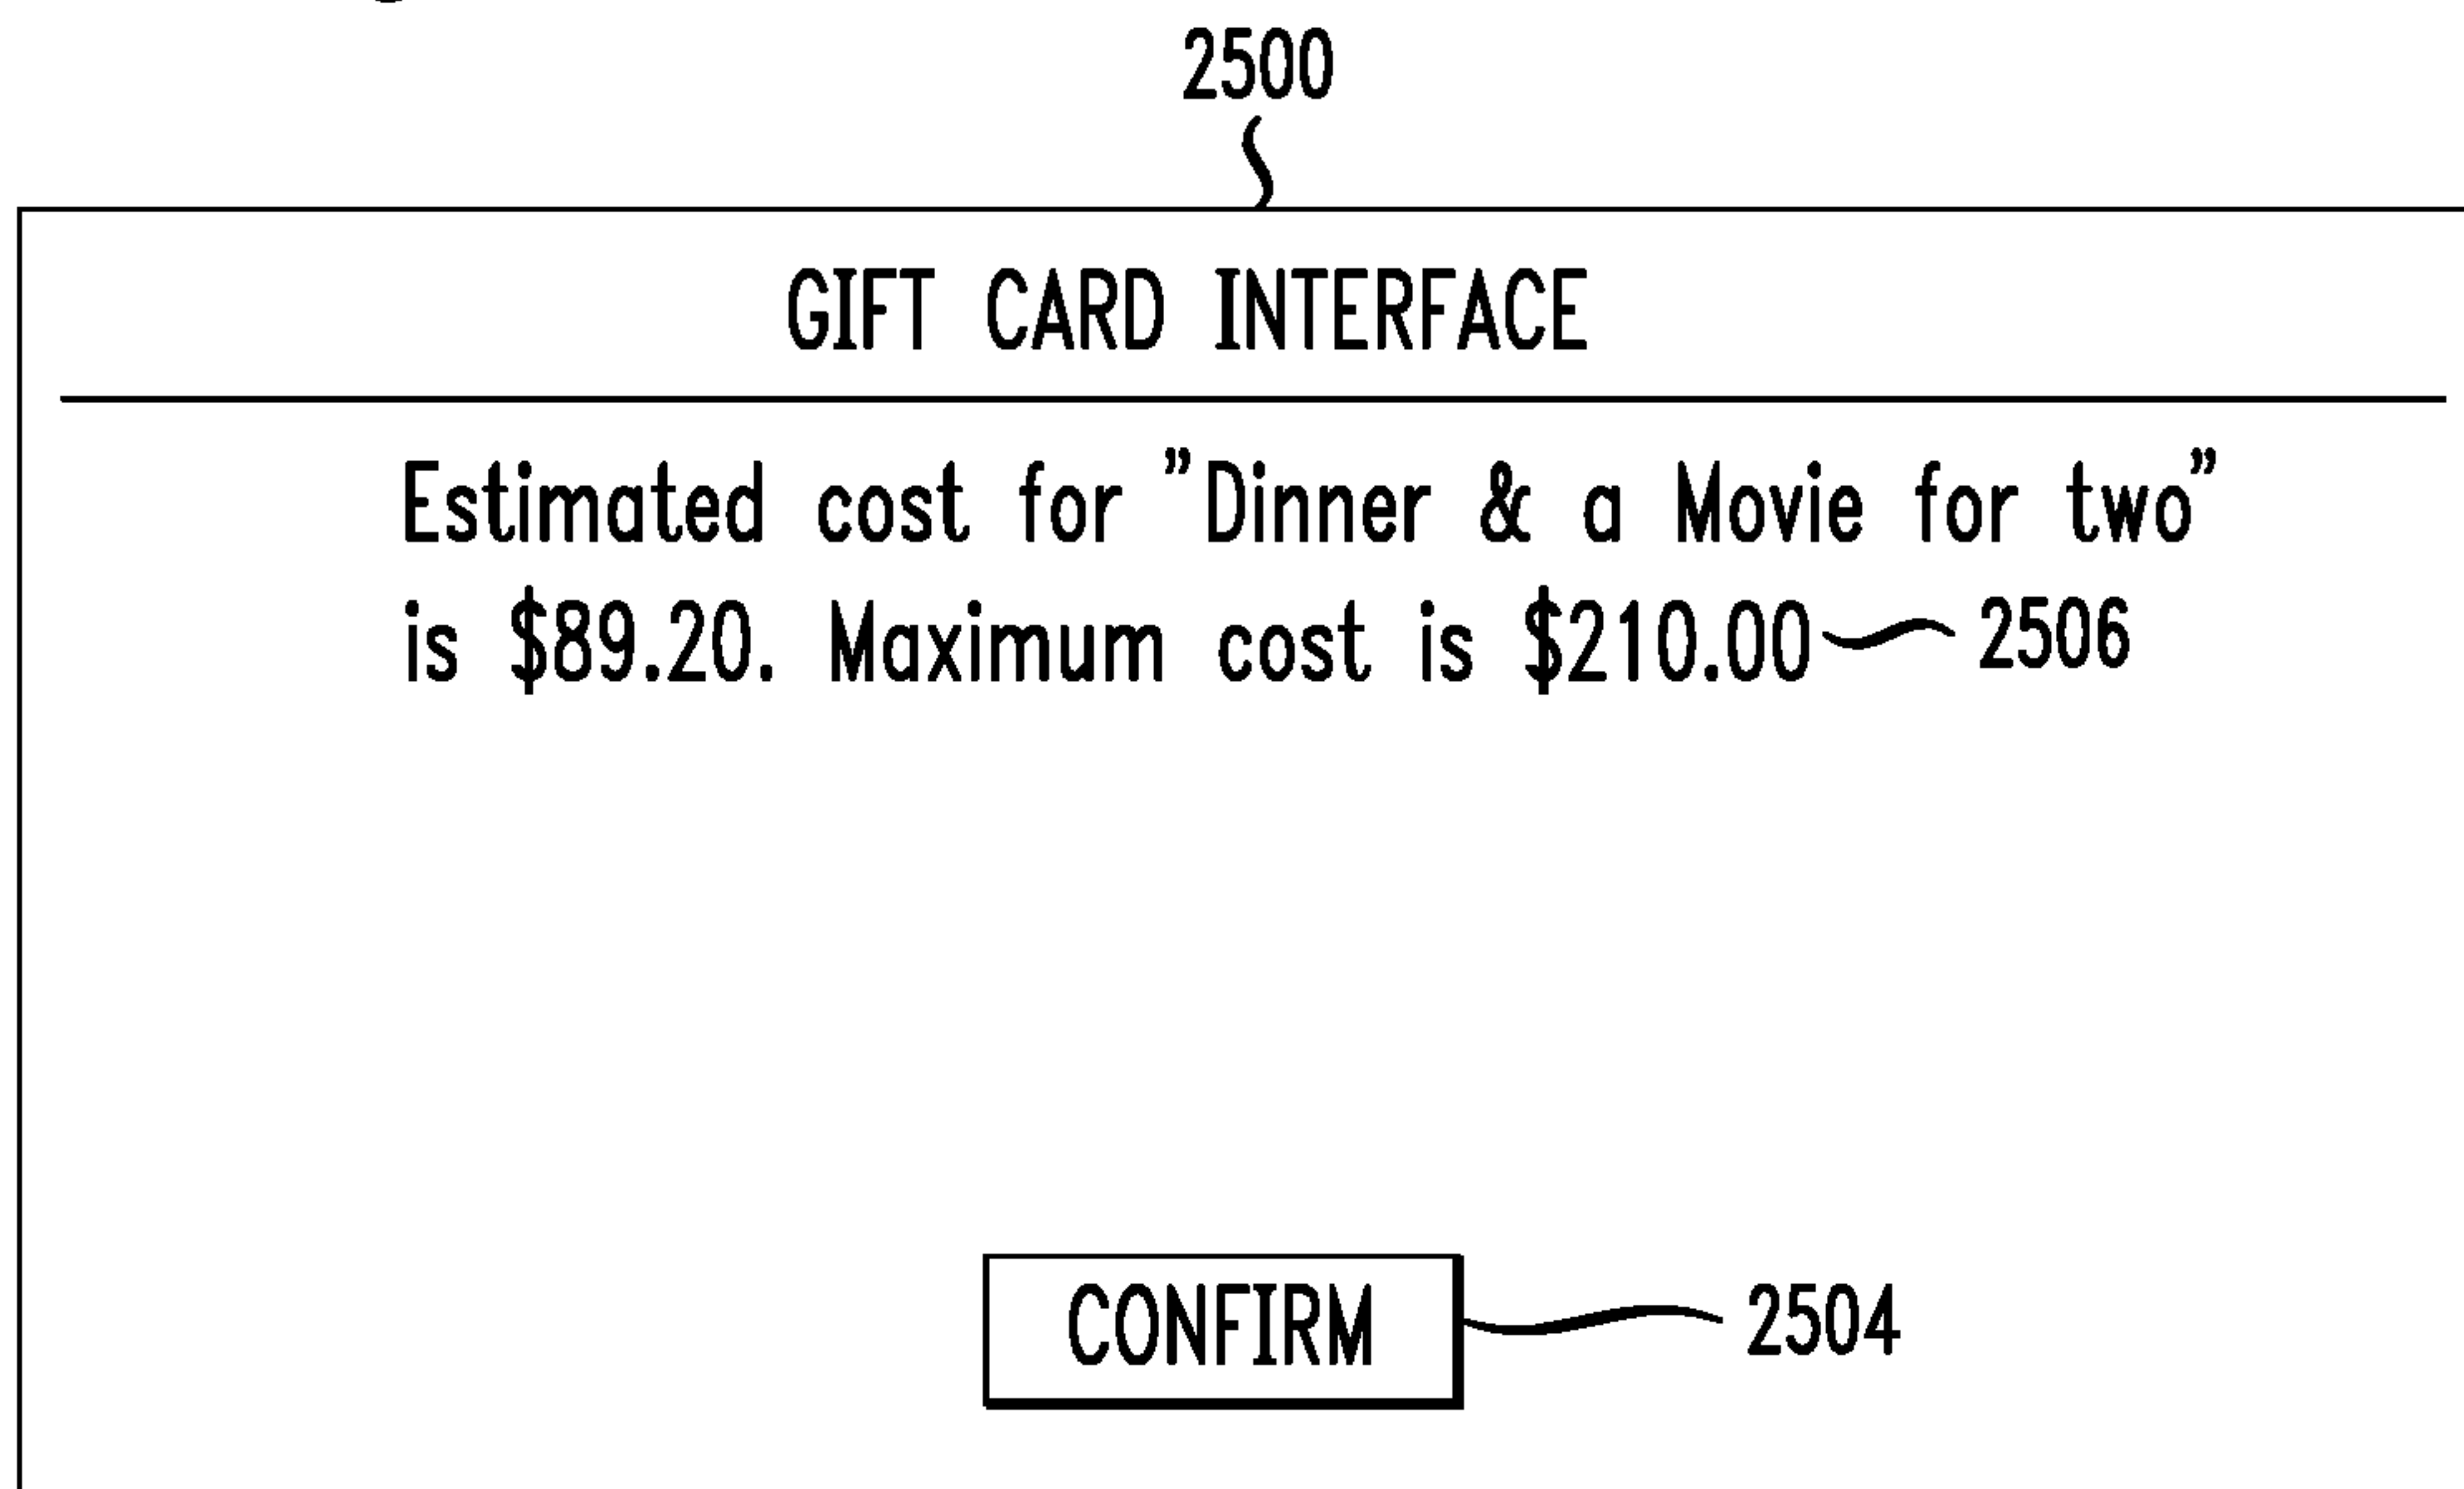 2500
GIFT CARD INTERFACE
Estimated cost for ”Dinner & a Movie for two”
is $89.20. Maximum cost is $210.00 2506
CONFIRM 2504